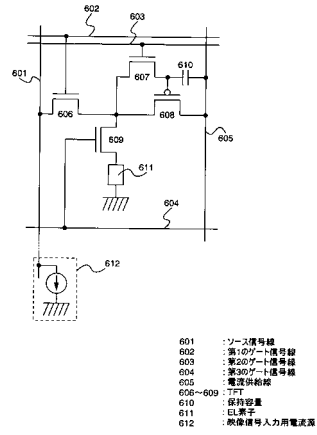 602
603
601
610
607
606
608
609
605
611
604
612
601 :ソース信号線
602 :第1のゲート信号線
603 :第2のゲート信号線
604 :第3のゲート信号線
605 :電流供給線
606~609 :TFT
610 :保持容量
611 :EL素子
612 :映像信号入力用電流源